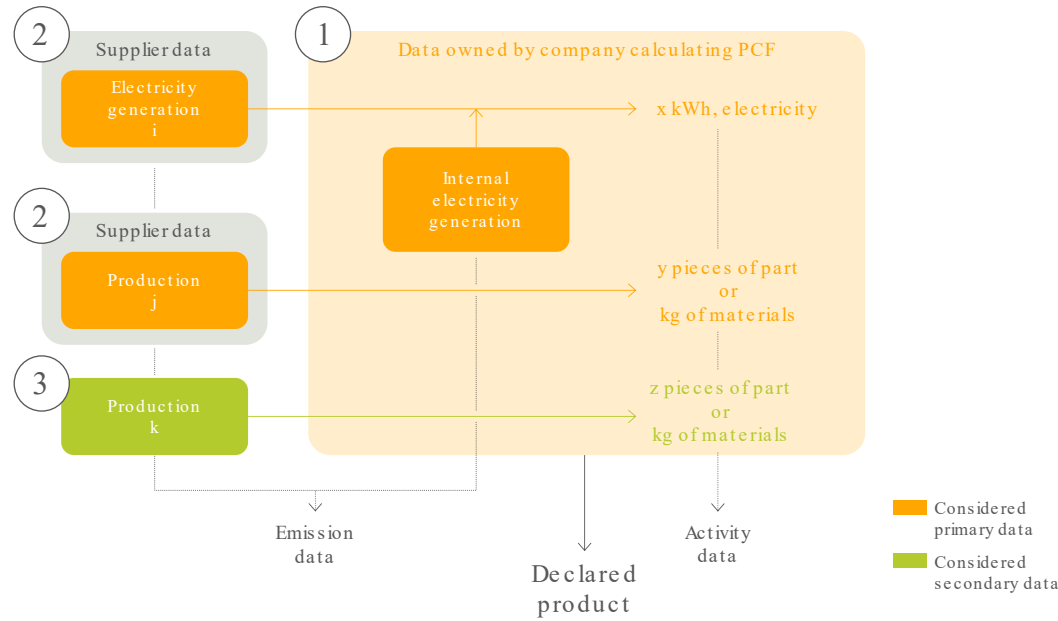 2
Supplier data
Electricity
generation
i
1
Data owned by company calculating PCF
x kWh, electricity
Internal
electricity
generation
2
Supplier data
Production
j
y pieces of part
or
kg of materials
3
Production
k
z pieces of part
or
kg of materials
Emission
data
Declared
product
Activity
data
Considered
primary data
Considered
secondary data